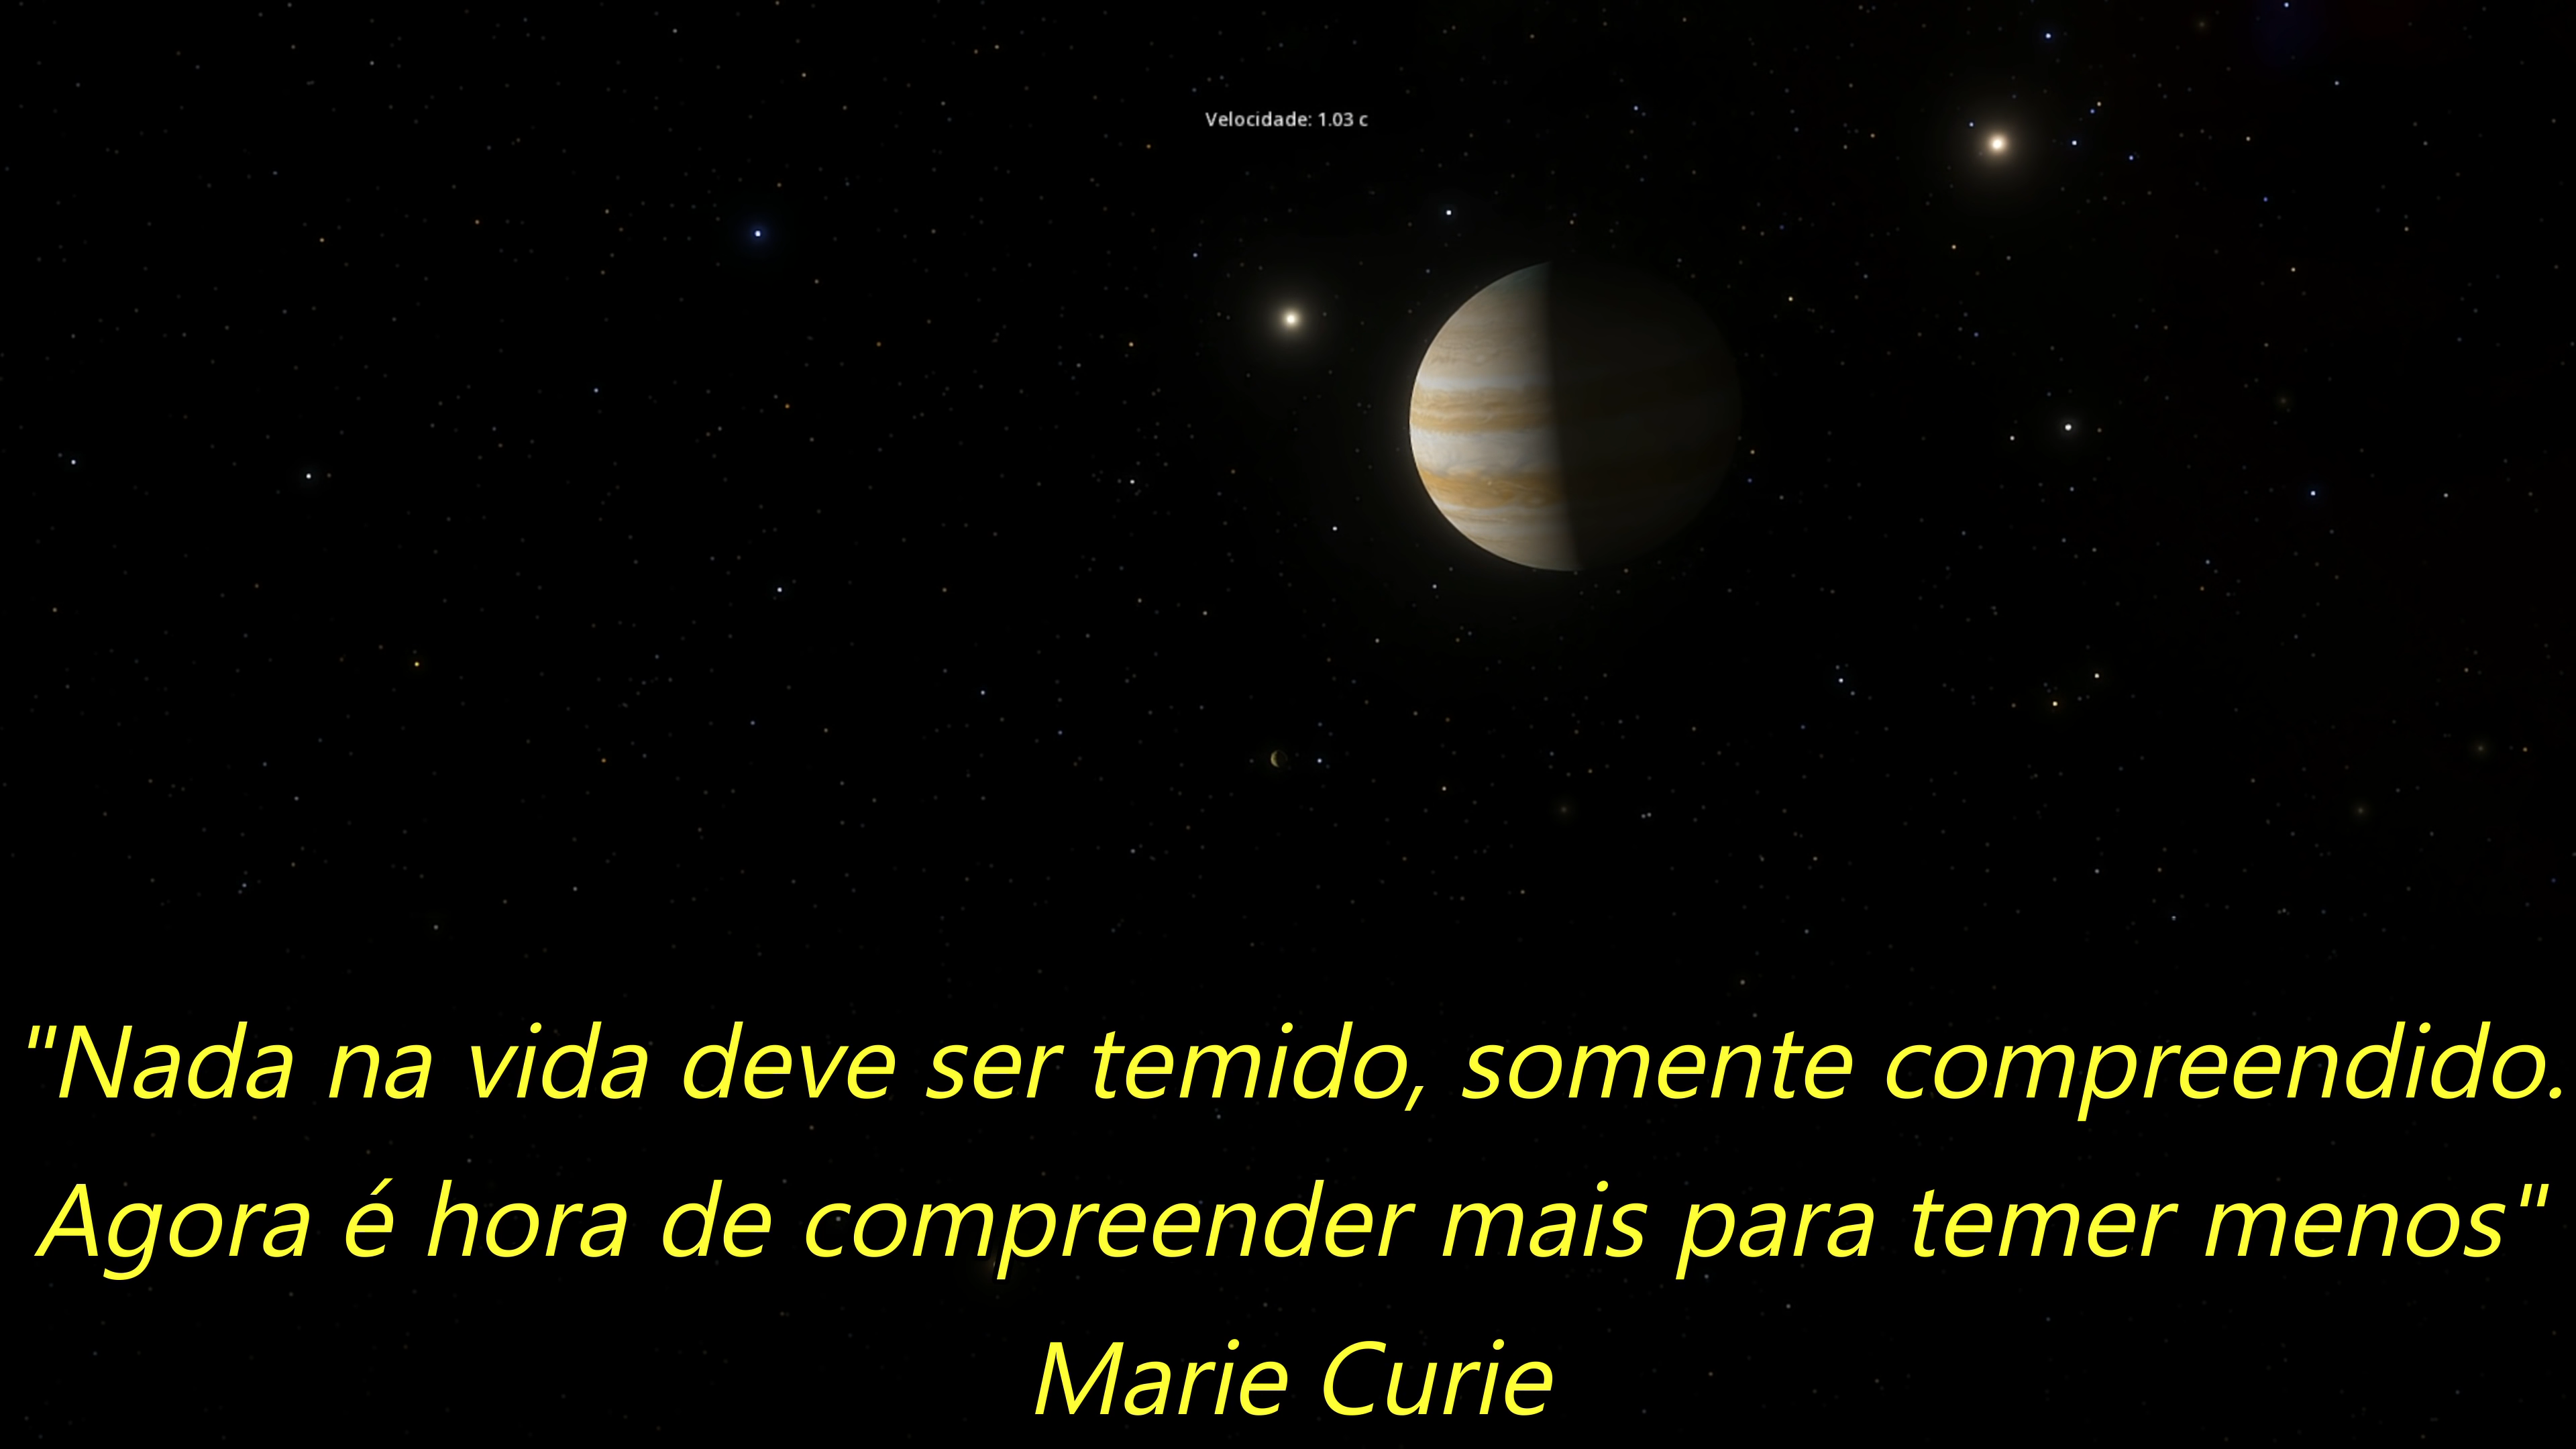 Velocidade: 1.03 c
"Nada na vida deve ser temido, somente compreendido.
Agora é hora de compreender mais para temer menos"
Marie Curie